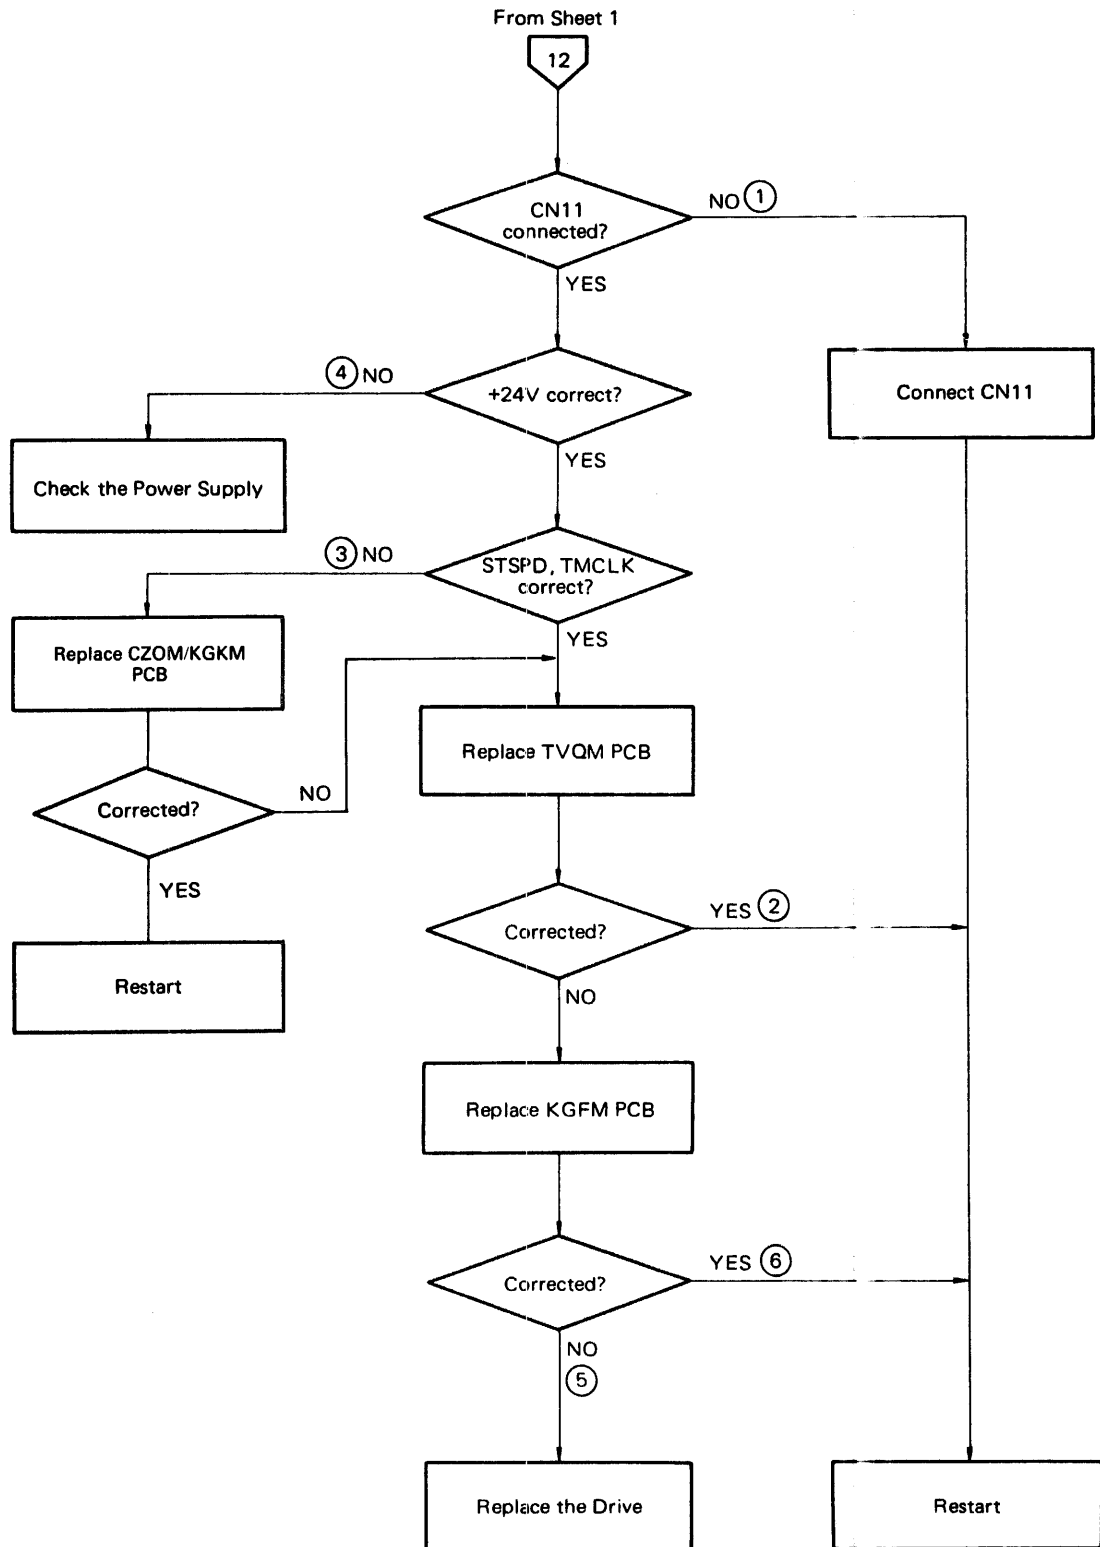 From Sheet 1
12
CN11
connected?
NO 1
YES
4 NO
+24V correct?
Connect CN11
YES
Check the Power Supply
3 NO
STSPD, TMCLK
correct?
YES
Replace CZOM/KGKM
PCB
Replace TVQM PCB
Corrected?
NO
YES
Corrected?
YES 2
Restart
NO
Replace KGFM PCB
Corrected?
YES 6
NO
5
Replace the Drive
Restart